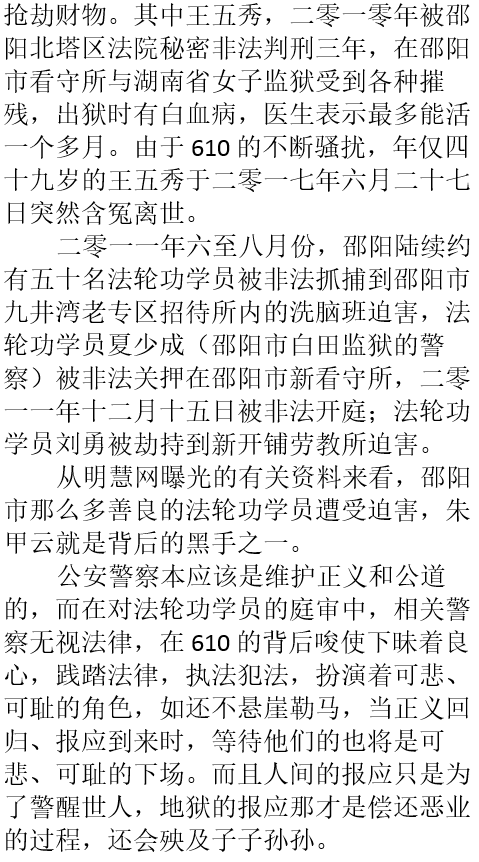 抢劫财物。其中王五秀，二零一零年被邵
阳北塔区法院秘密非法判刑三年，在邵阳
市看守所与湖南省女子监狱受到各种摧
残，出狱时有白血病，医生表示最多能活
一个多月。由于610的不断骚扰，年仅四
十九岁的王五秀于二零一七年六月二十七
日突然含冤离世。
二零一一年六至八月份，邵阳陆续约
有五十名法轮功学员被非法抓捕到邵阳市
九井湾老专区招待所内的洗脑班迫害，法
轮功学员夏少成（邵阳市白田监狱的警
察）被非法关押在邵阳市新看守所，二零
一一年十二月十五日被非法开庭；法轮功
学员刘勇被劫持到新开铺劳教所迫害。
从明慧网曝光的有关资料来看，邵阳
市那么多善良的法轮功学员遭受迫害，朱
甲云就是背后的黑手之一。
公安警察本应该是维护正义和公道
的，而在对法轮功学员的庭审中，相关警
察无视法律，在610的背后唆使下昧着良
心，践踏法律，执法犯法，扮演着可悲、
可耻的角色，如还不悬崖勒马，当正义回
归、报应到来时，等待他们的也将是可
悲、可耻的下场。而且人间的报应只是为
了警醒世人，地狱的报应那才是偿还恶业
的过程，还会殃及子子孙孙。